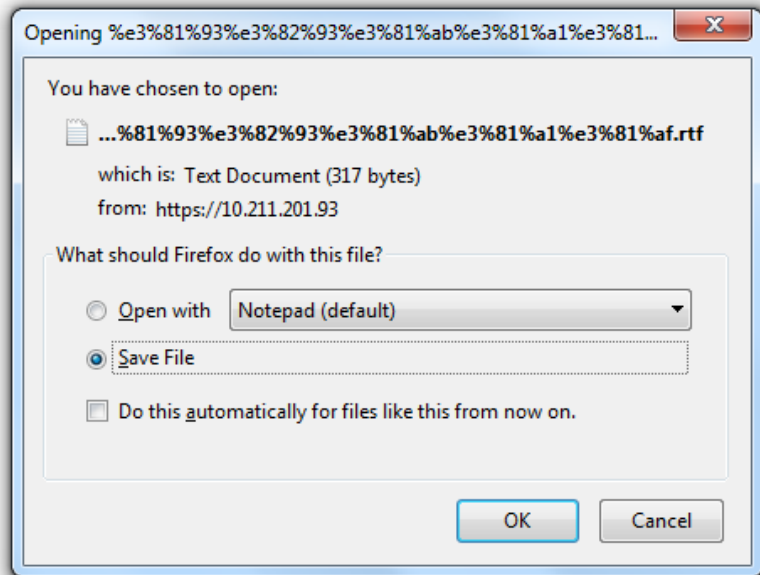 Opening %e3%81%93%e3%82%93%e3%81%ab%e3%81%a1%e3%81...
You have chosen to open:
...%81%93%e3%82%93%e3%81%ab%e3%81%a1%e3%81%af.rtf
which is: Text Document (317 bytes)
from: https://10.211.201.93
What should Firefox do with this file?
Open with Notepad (default)
Save File
Do this automatically for files like this from now on.
OK Cancel